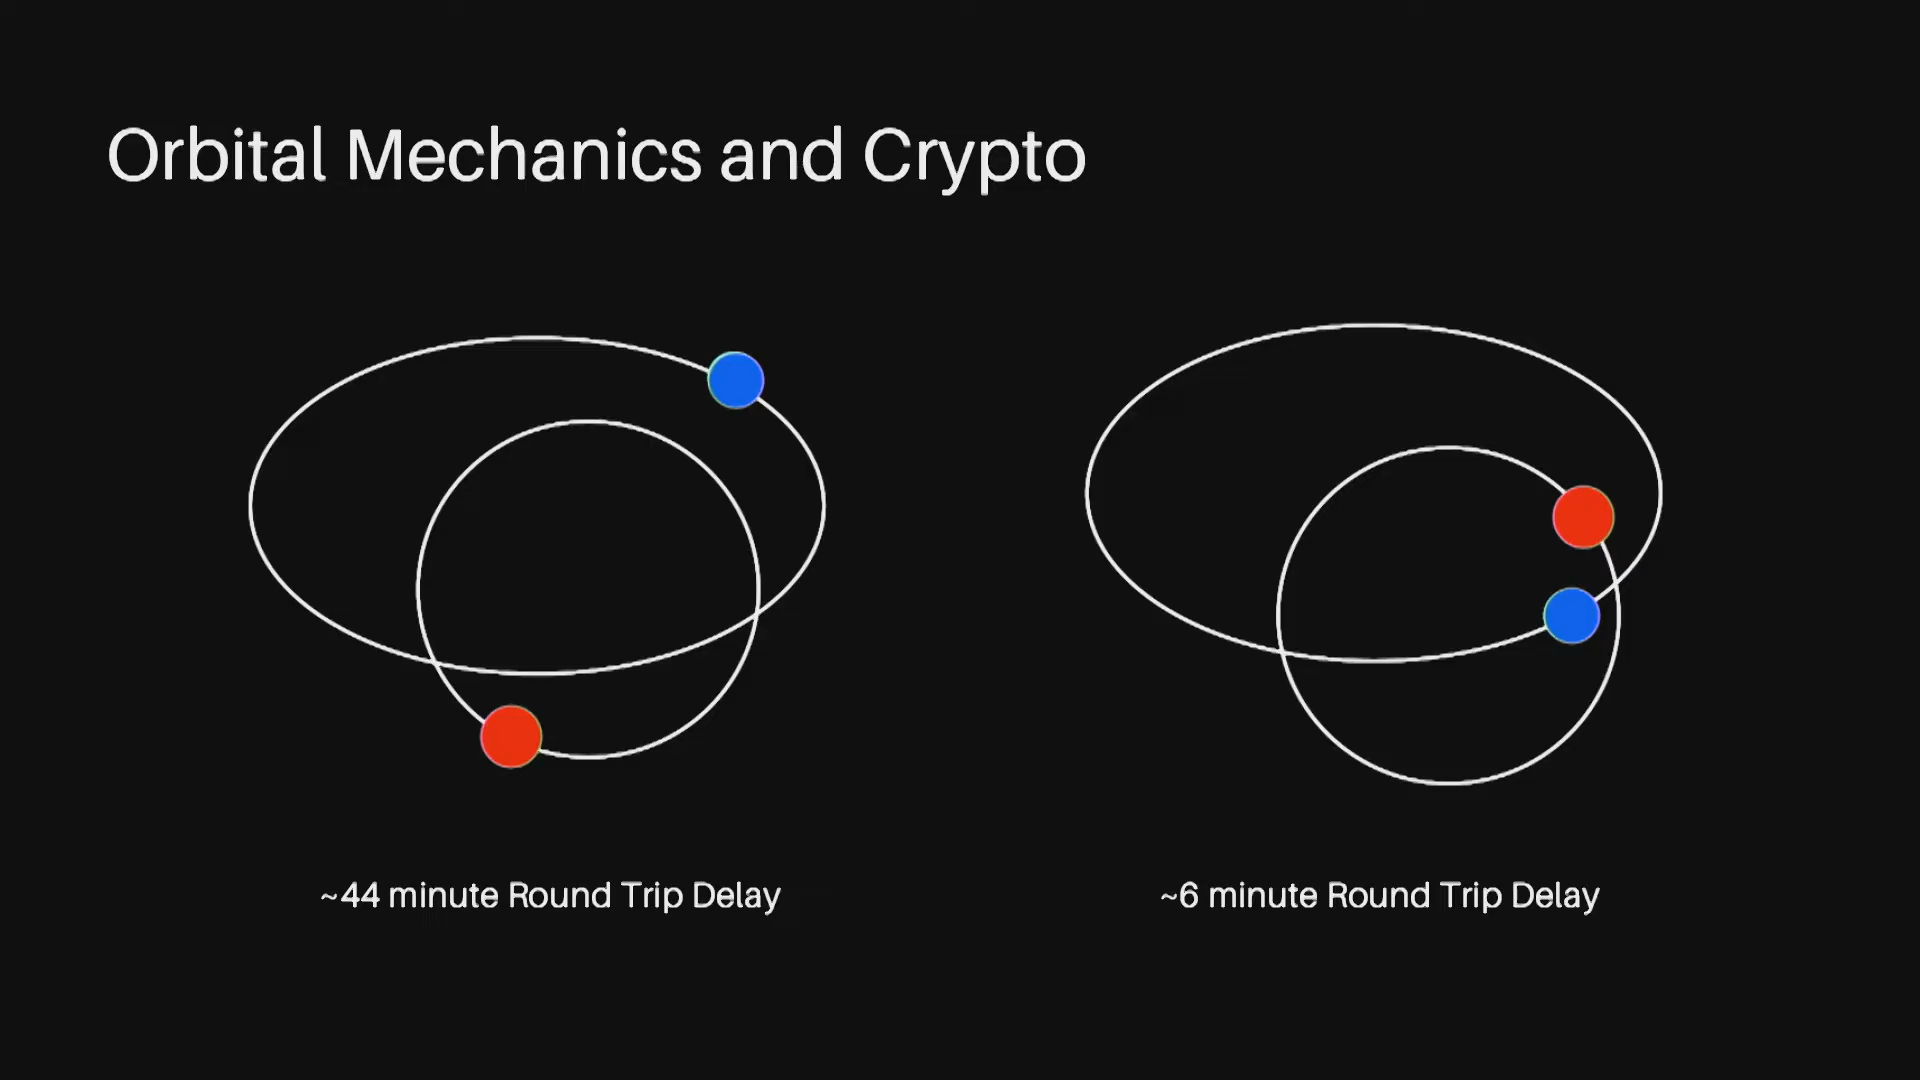 Orbital Mechanics and Crypto
~44 minute Round Trip Delay
~6 minute Round Trip Delay